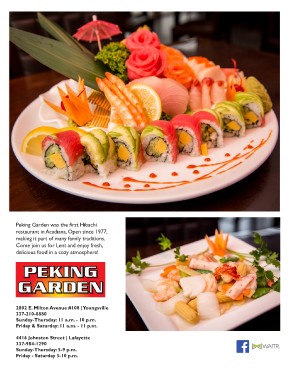 Peking Garden was the first Hibachi
restaurant in Acadiana, Open since 1977,
making it part of many family traditions.
Come join us for Lent and enjoy fresh,
delicious food in a cozy atmosphere!
PEKING
GARDEN
2802 E. Milton Avenue #100 | Youngsville
337-210-8880
Sunday-Thursday: 11 a.m. - 10 p.m.
Friday & Saturday: 11 a.m. - 11 p.m.
4416 Johnston Street | Lafayette
337-984-1290
Sunday-Thursday 5-9 p.m.
Friday - Saturday 5-10 p.m.
f
WAITR